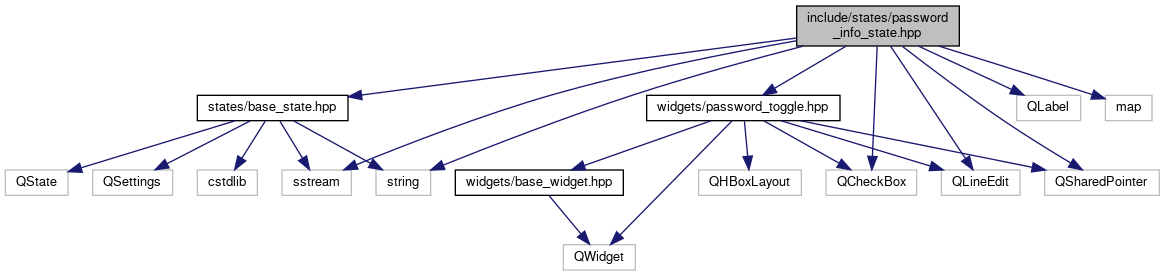 include/states/password
_info_state.hpp
states/base_state.hpp
widgets/password_toggle.hpp
QLabel
map
QState
QSettings
cstdlib
sstream
string
widgets/base_widget.hpp
QHBoxLayout
QCheckBox
QLineEdit
QSharedPointer
QWidget